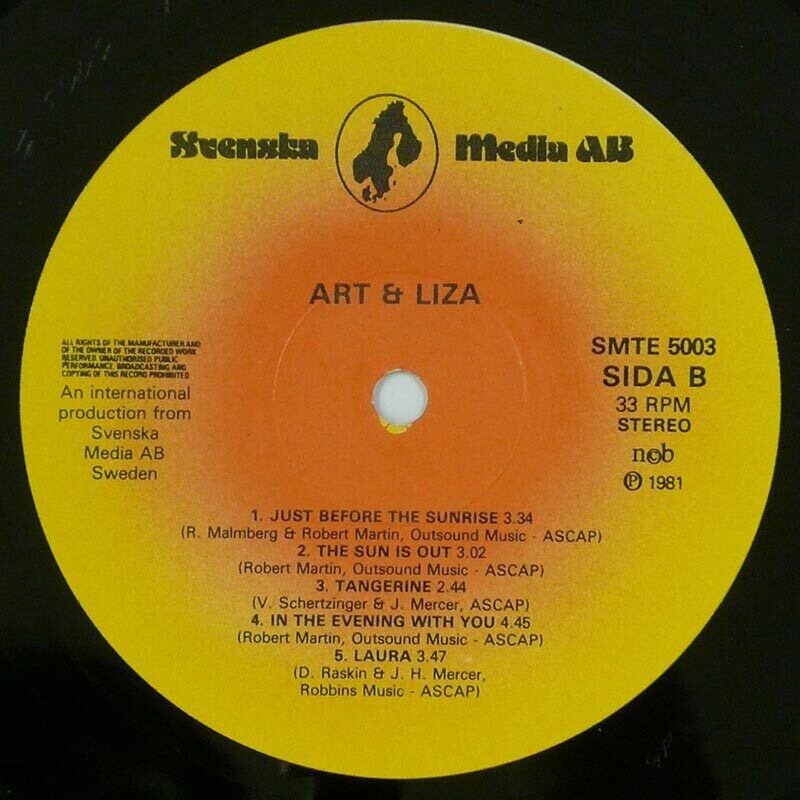 Svenska Media AB
ART & LIZA
ALL RIGHTS OF THE MANUFACTURER AND
OF THE OWNER OF THE RECORDED WORK
RESERVED. UNAUTHORISED PUBLIC
PERFORMANCE, BROADCASTING AND
COPYING OF THIS RECORD PROHIBITED
An international
production from
Svenska
Media AB
Sweden
SMTE 5003
SIDA B
33 RPM
STEREO
ncb
℗ 1981
1. JUST BEFORE THE SUNRISE 3.34
(R. Malmberg & Robert Martin, Outsound Music - ASCAP)
2. THE SUN IS OUT 3.02
(Robert Martin, Outsound Music - ASCAP)
3. TANGERINE 2.44
(V. Schertzinger & J. Mercer, ASCAP)
4. IN THE EVENING WITH YOU 4.45
(Robert Martin, Outsound Music - ASCAP)
5. LAURA 3.47
(D. Raskin & J. H. Mercer,
Robbins Music - ASCAP)